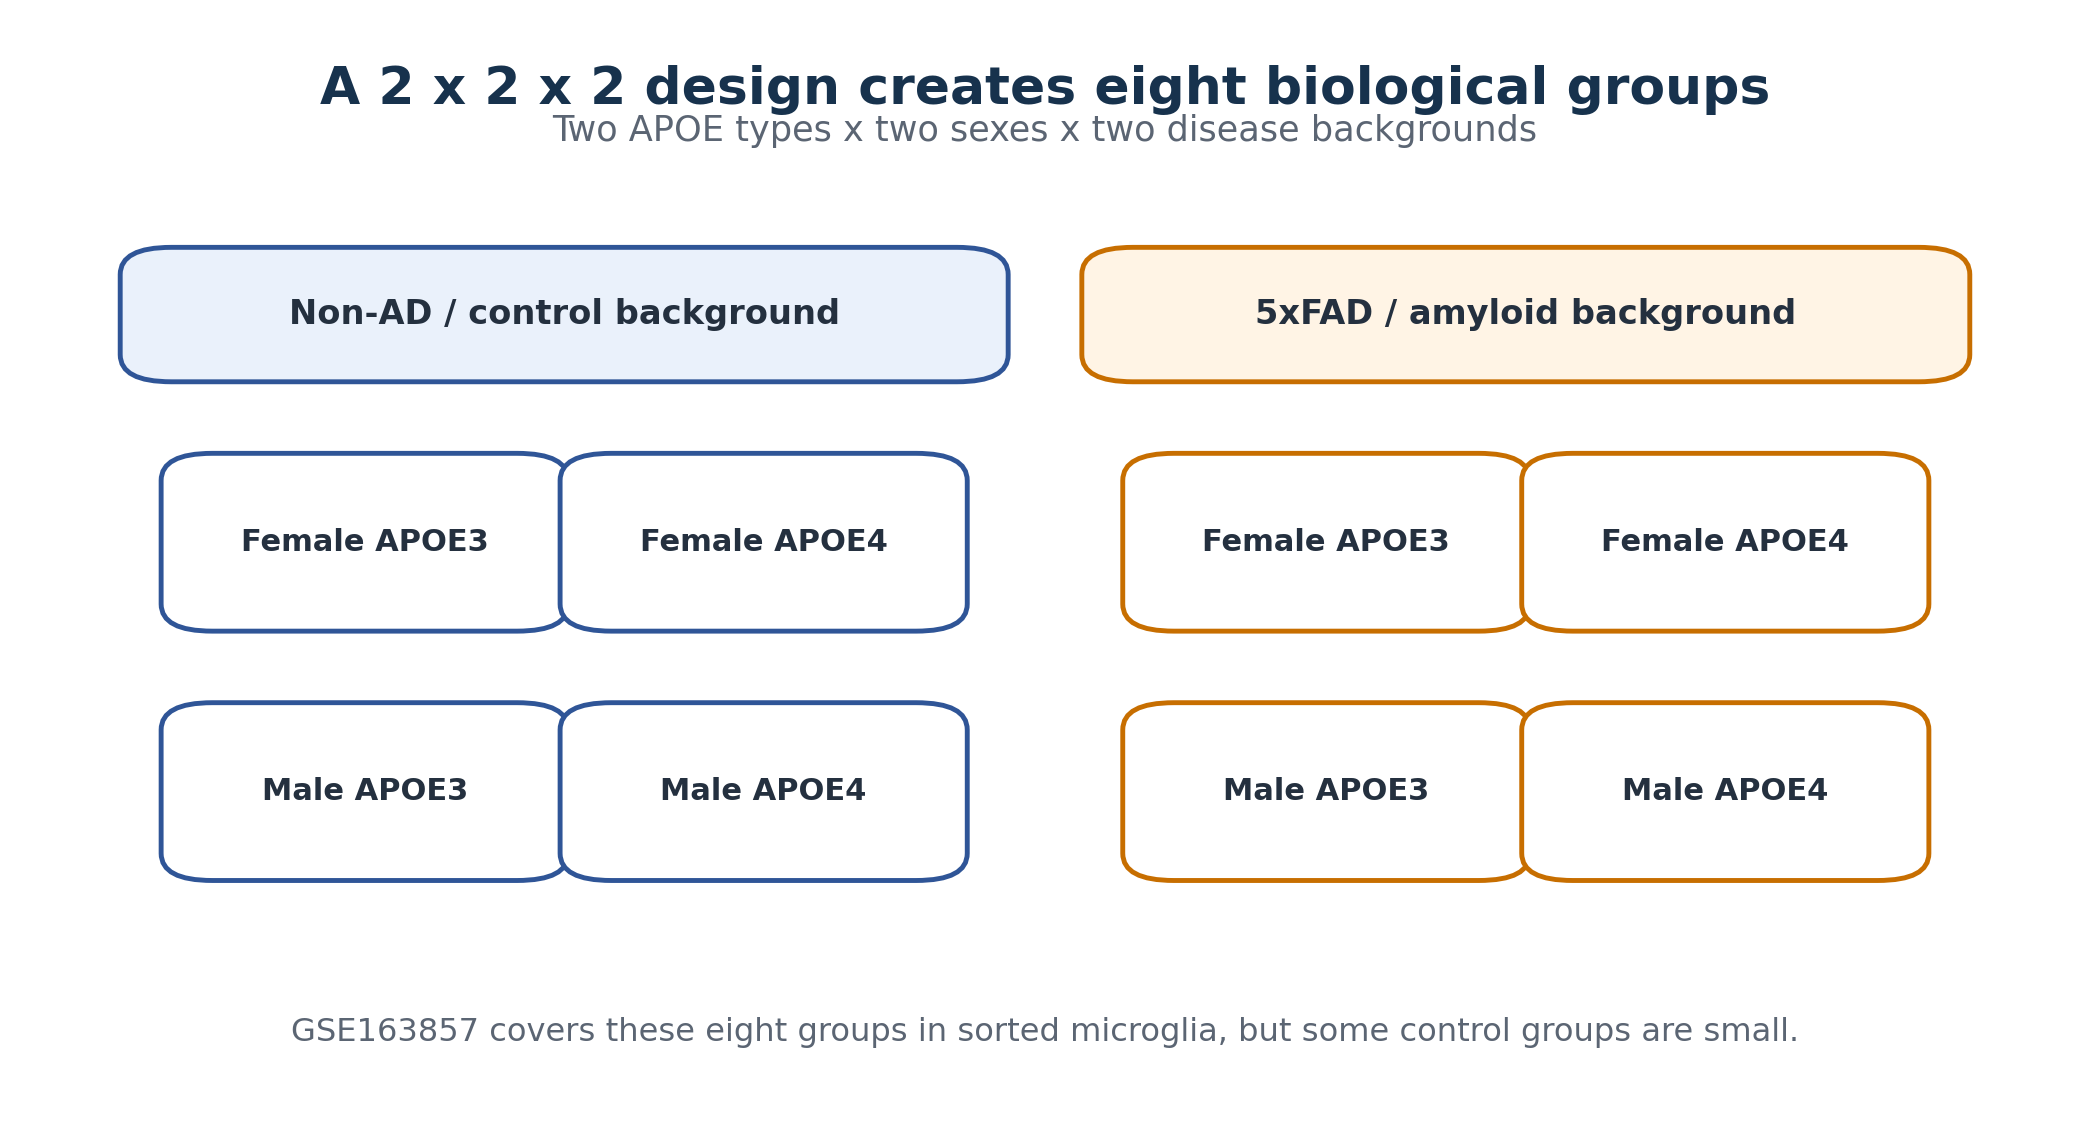 A 2 x 2 x 2 design creates eight biological groups
Two APOE types x two sexes x two disease backgrounds
Non-AD / control background
5xFAD / amyloid background
Female APOE3
Female APOE4
Female APOE3
Female APOE4
Male APOE3
Male APOE4
Male APOE3
Male APOE4
GSE163857 covers these eight groups in sorted microglia, but some control groups are small.